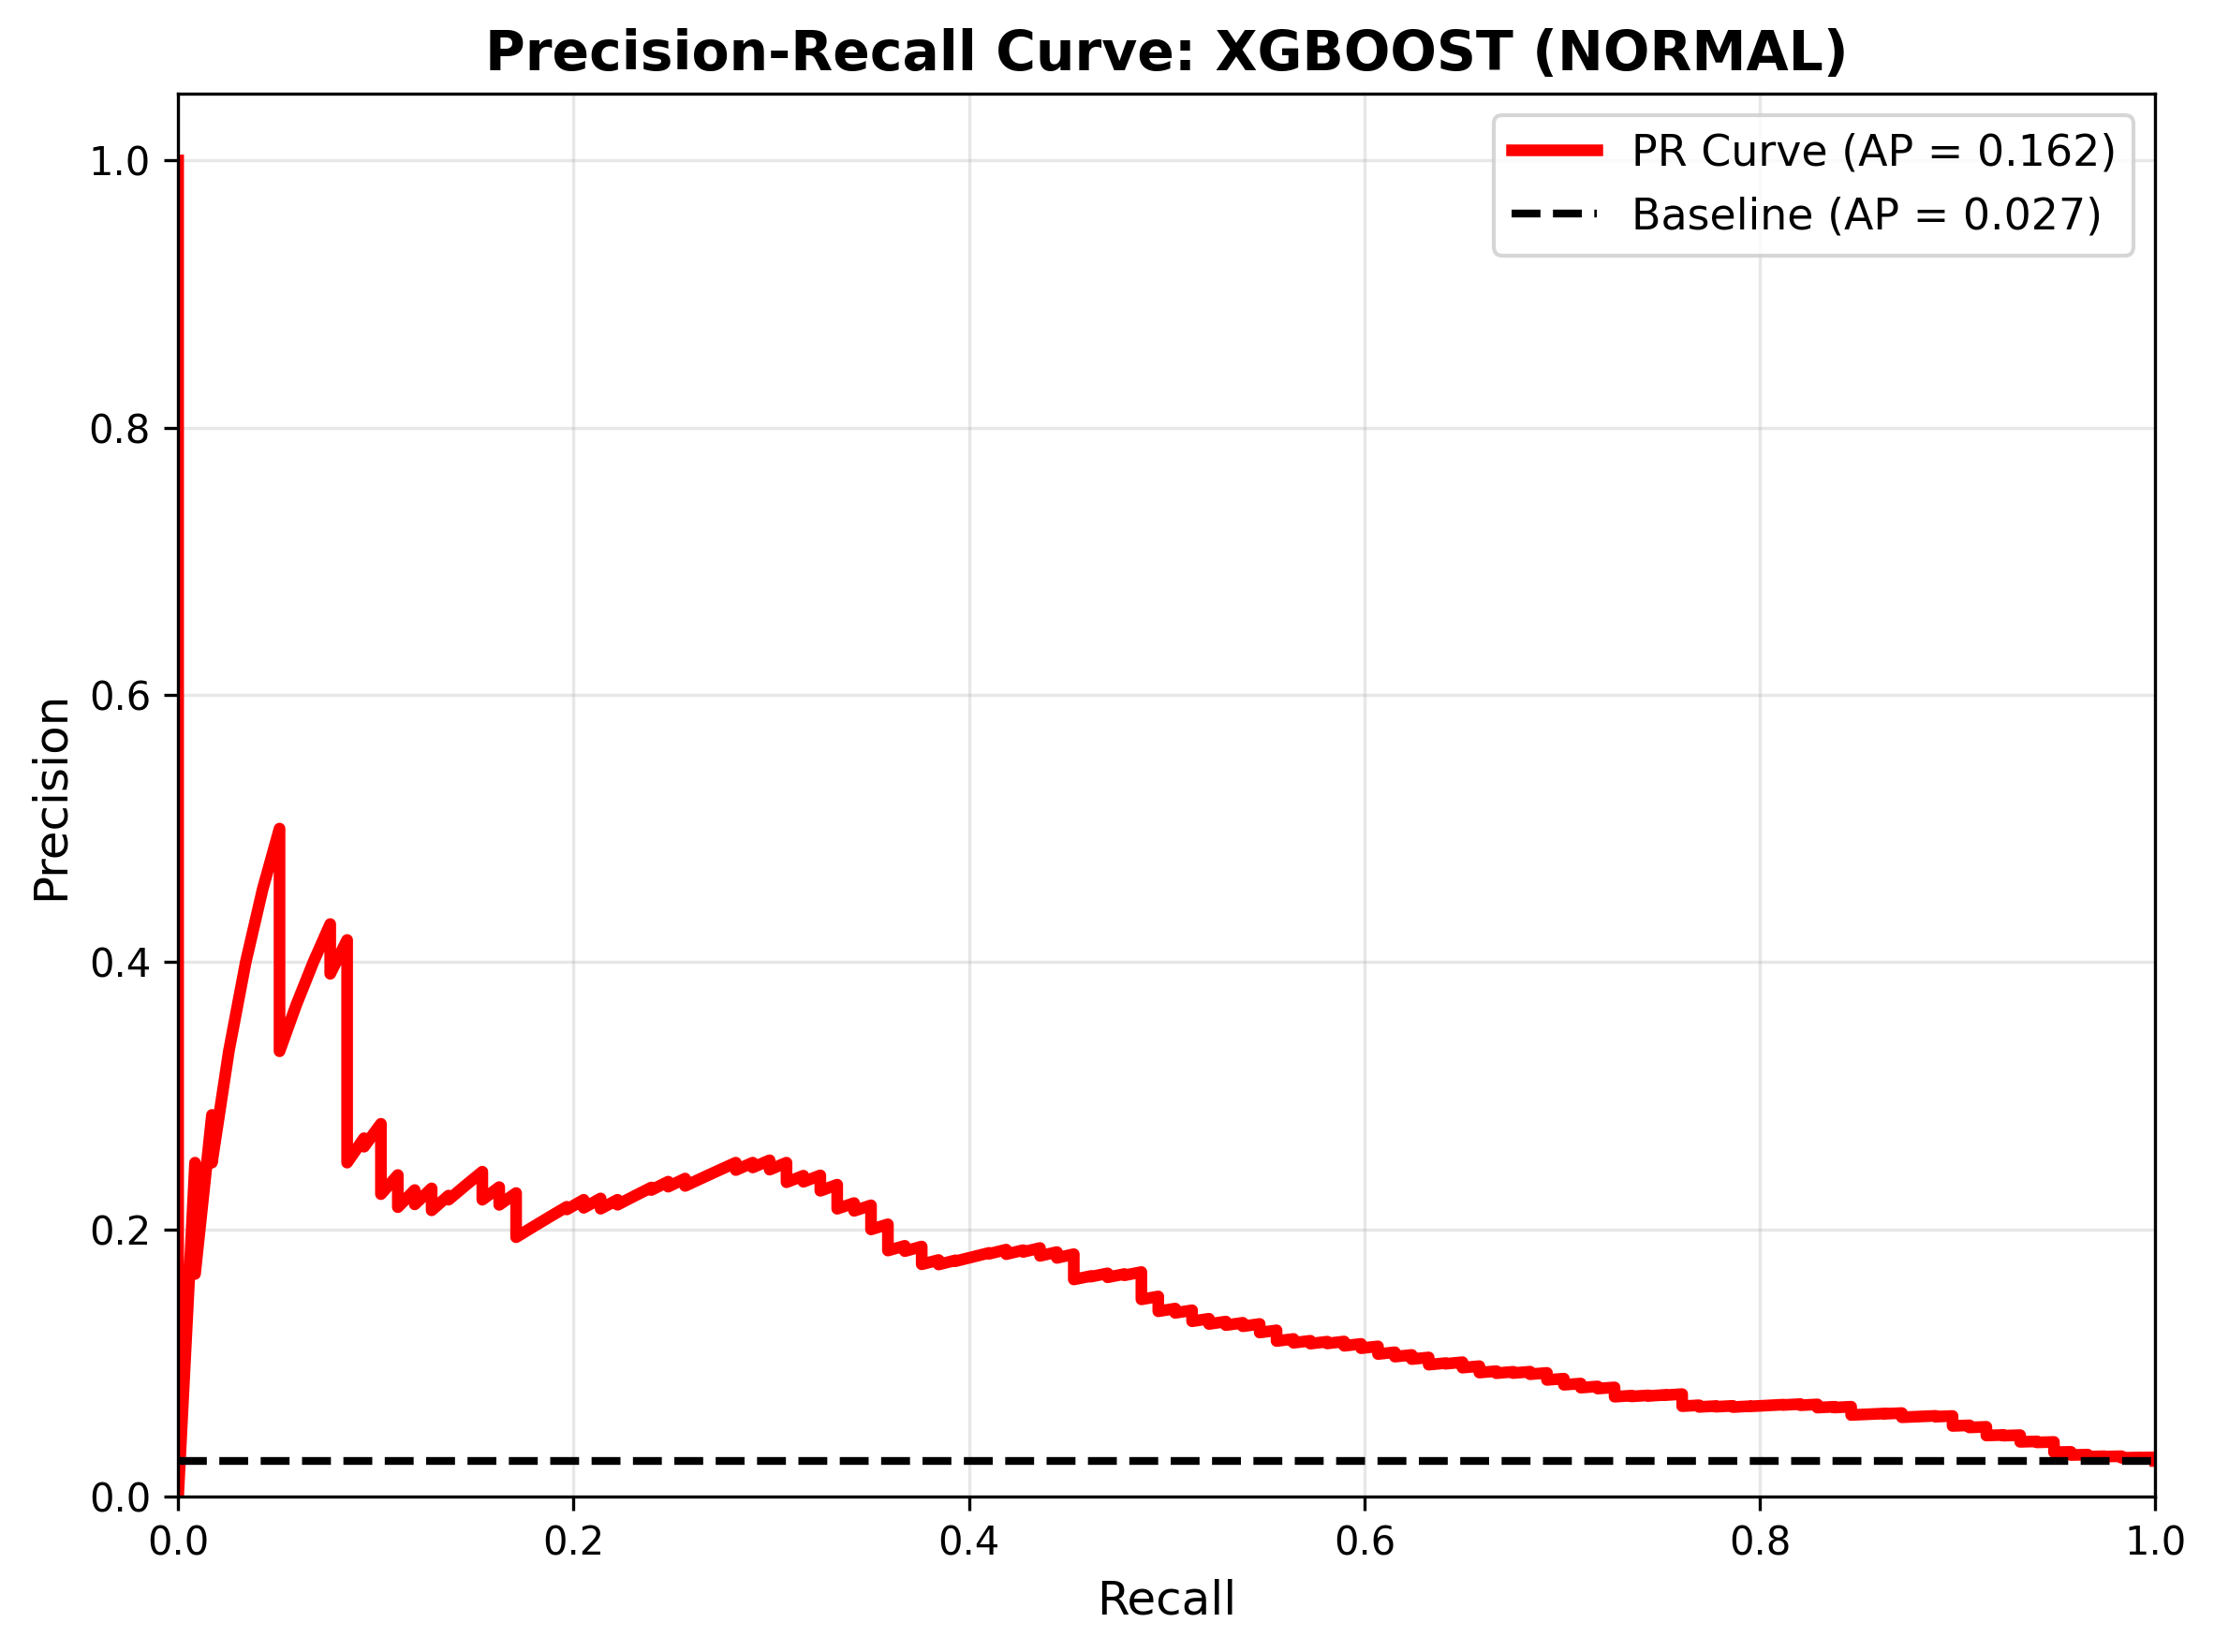 Precision-Recall Curve: XGBOOST (NORMAL)
PR Curve (AP = 0.162)
Baseline (AP = 0.027)
1.0
0.8
0.6
0.4
0.2
0.0
Precision
0.0 0.2 0.4 0.6 0.8 1.0
Recall